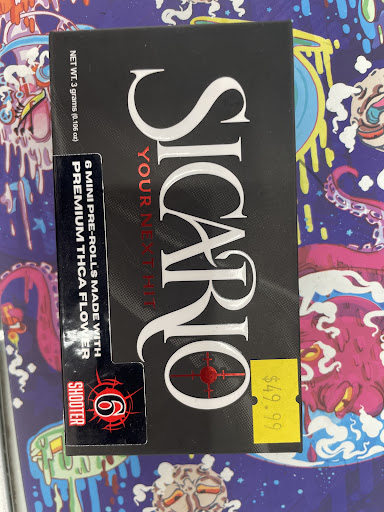 NET WT. 3 grams (0.106 oz)
SICARIO
YOUR NEXT HIT
6 MINI PRE-ROLLS MADE WITH
PREMIUM THCA FLOWER
6
SHOOTER
$49.99